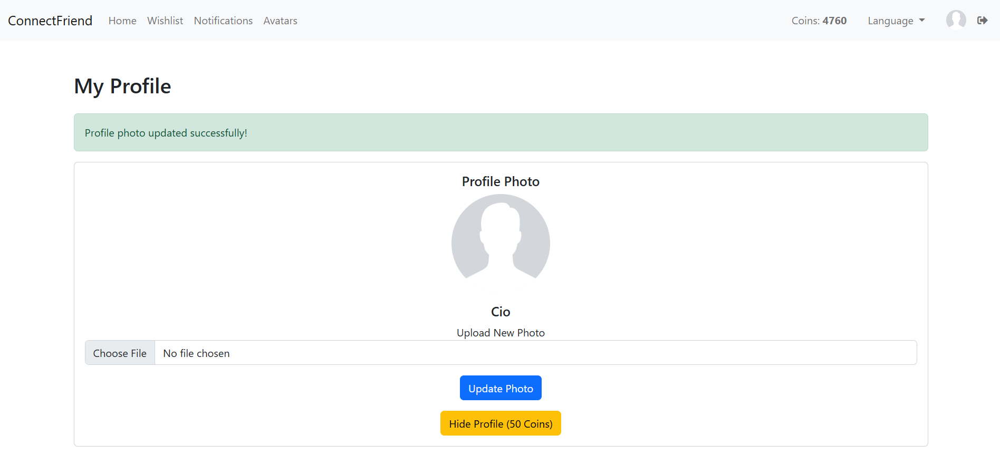 ConnectFriend Home Wishlist Notifications Avatars Coins: 4760 Language
My Profile
Profile photo updated successfully!
Profile Photo
Cio
Upload New Photo
Choose File No file chosen
Update Photo
Hide Profile (50 Coins)